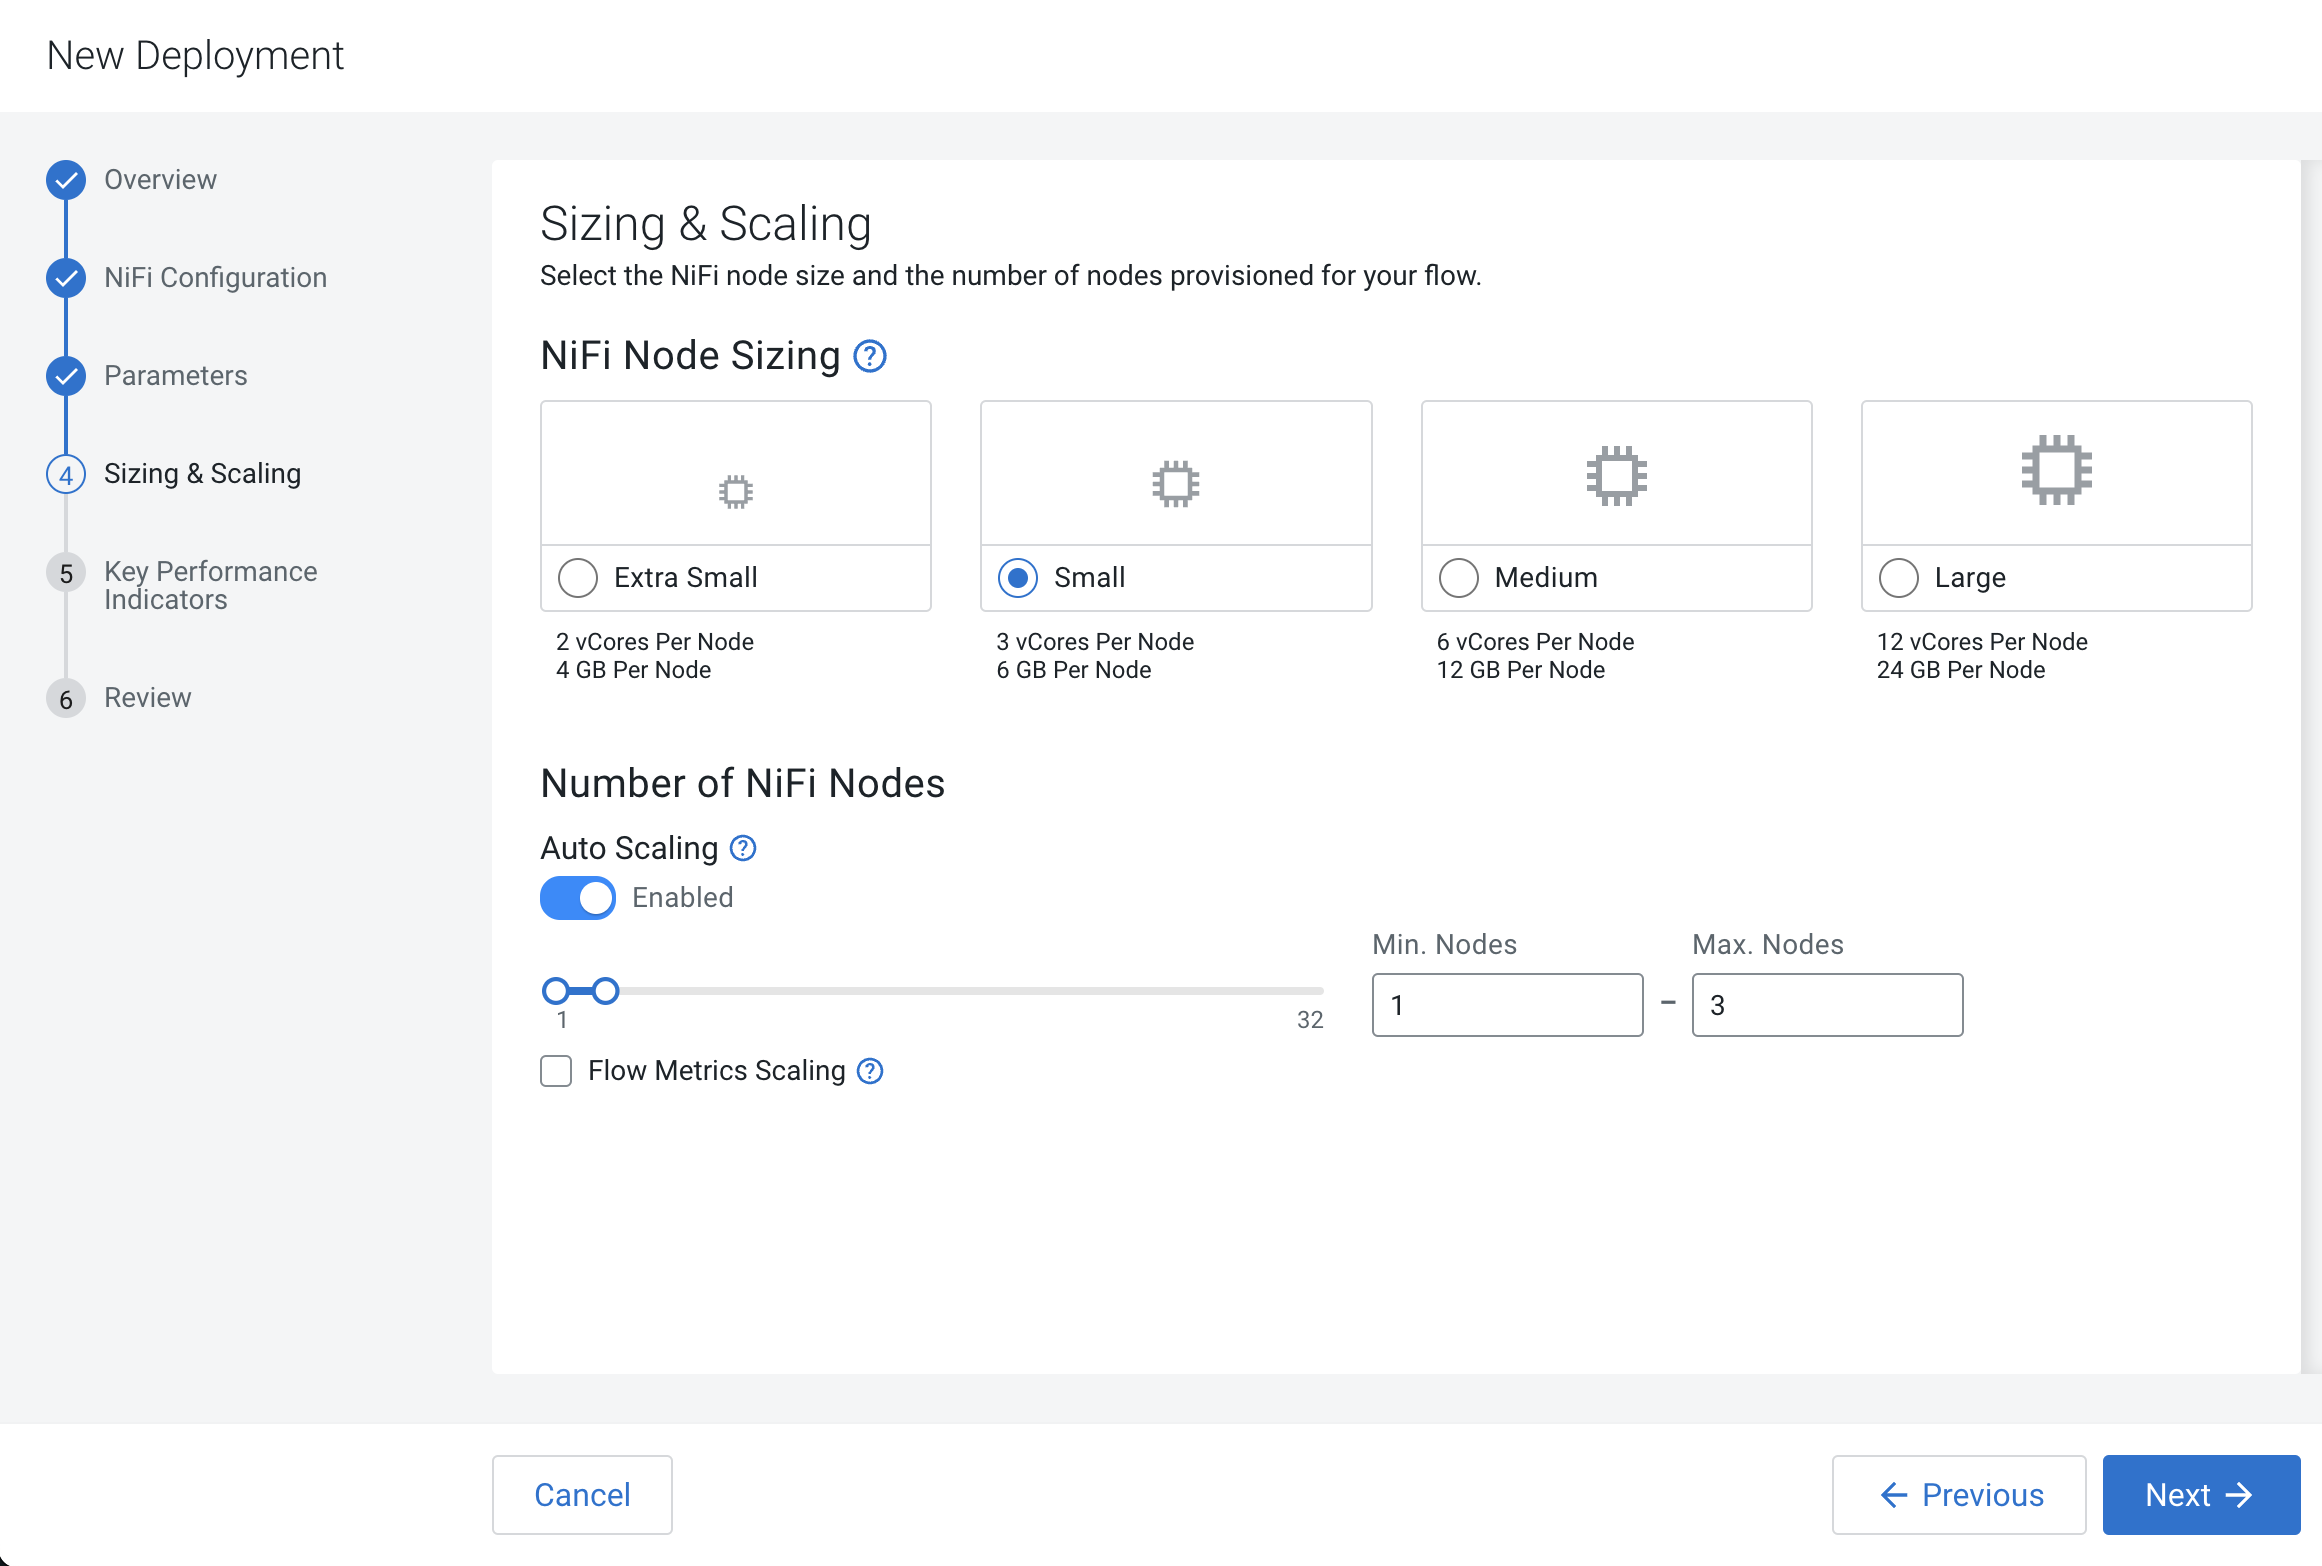 New Deployment
Overview
NiFi Configuration
Parameters
4 Sizing & Scaling
5 Key Performance
Indicators
6 Review
Sizing & Scaling
Select the NiFi node size and the number of nodes provisioned for your flow.
NiFi Node Sizing ?
Extra Small
2 vCores Per Node
4 GB Per Node
Small
3 vCores Per Node
6 GB Per Node
Medium
6 vCores Per Node
12 GB Per Node
Large
12 vCores Per Node
24 GB Per Node
Number of NiFi Nodes
Auto Scaling ?
Enabled
1 32
Min. Nodes
1
–
Max. Nodes
3
Flow Metrics Scaling ?
Cancel
← Previous
Next →